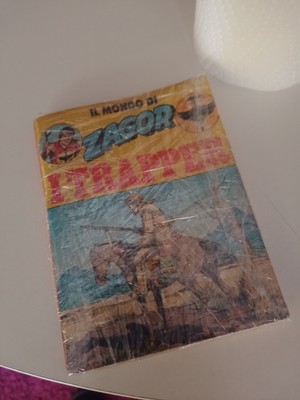 IL MONDO DI
ZAGOR
I TRAPPER